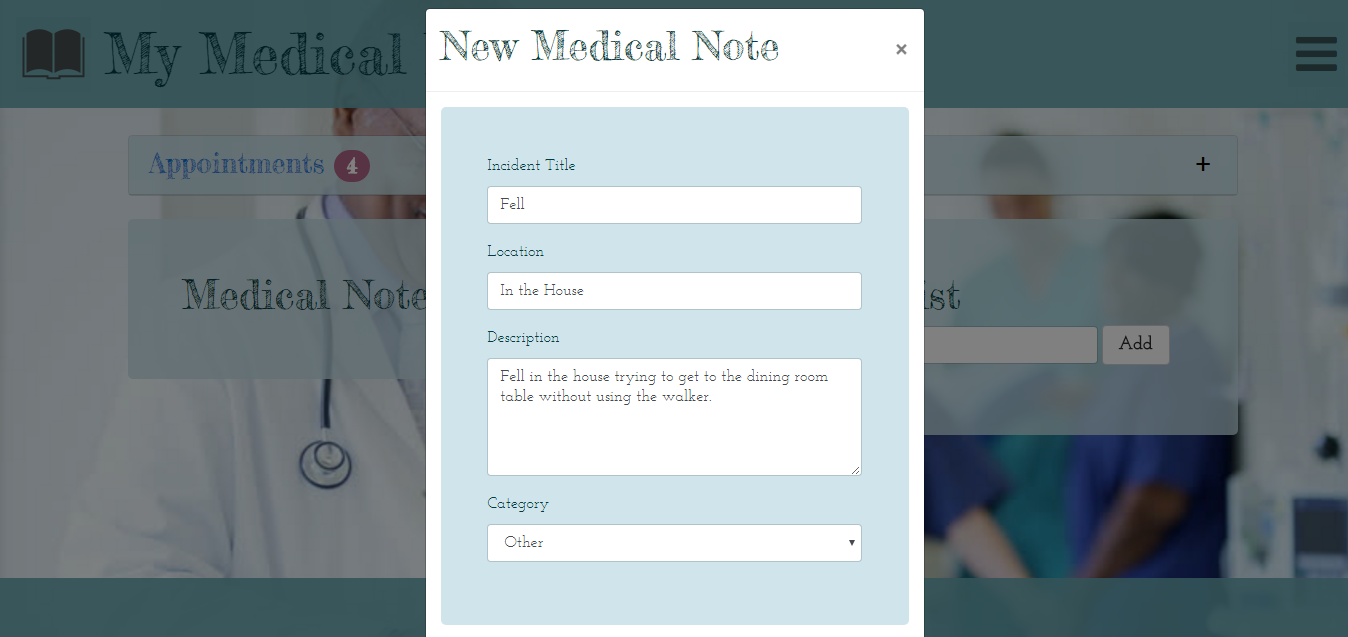 My Medical
New Medical Note
×
Appointments 4
+
Incident Title
Fell
Location
In the House
Medical Note
Add
Description
Fell in the house trying to get to the dining room
table without using the walker.
Category
Other